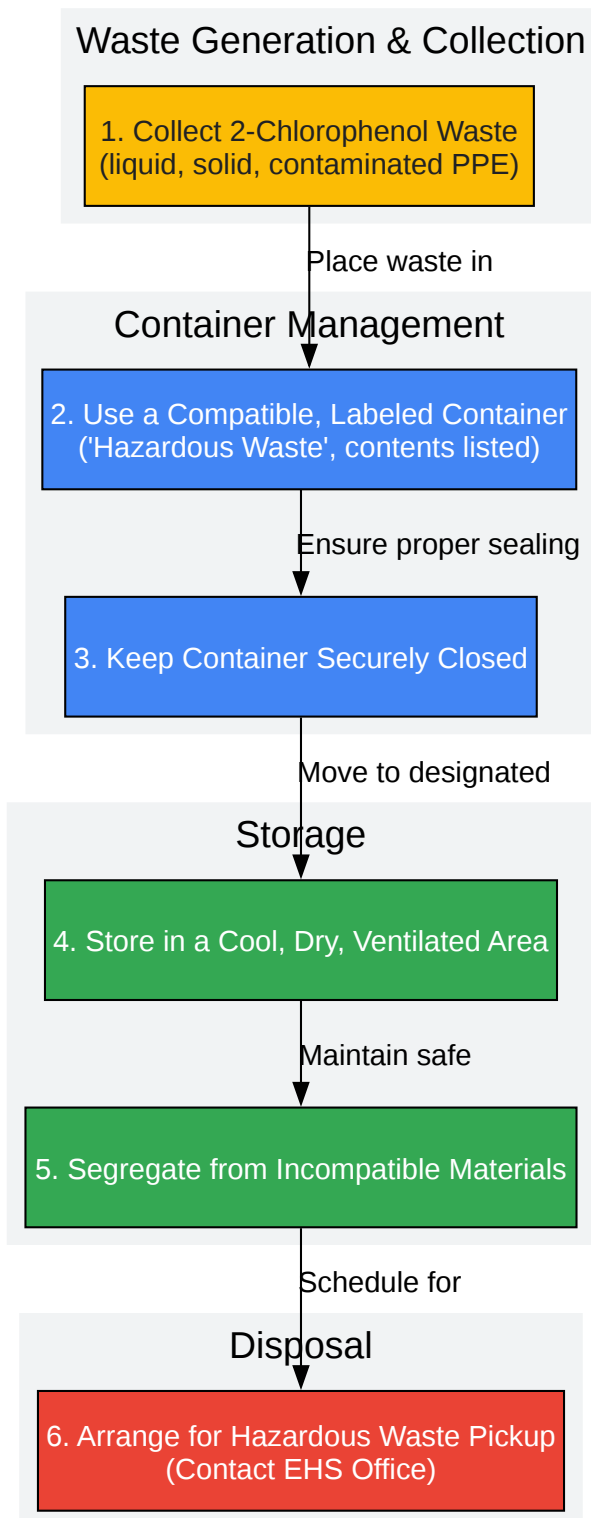 Waste Generation & Collection
1. Collect 2-Chlorophenol Waste
(liquid, solid, contaminated PPE)
Place waste in
Container Management
2. Use a Compatible, Labeled Container
('Hazardous Waste', contents listed)
Ensure proper sealing
3. Keep Container Securely Closed
Move to designated
Storage
4. Store in a Cool, Dry, Ventilated Area
Maintain safe
5. Segregate from Incompatible Materials
Schedule for
Disposal
6. Arrange for Hazardous Waste Pickup
(Contact EHS Office)